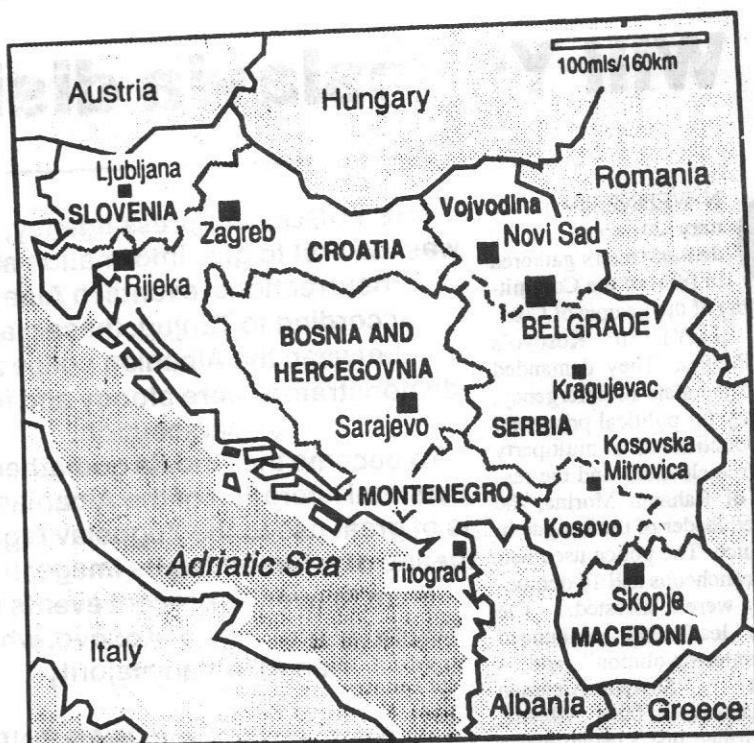 100mls/160km
Austria
Hungary
Ljubljana
Romania
SLOVENIA
Vojvodina
Zagreb
Novi Sad
CROATIA
Rijeka
BELGRADE
BOSNIA AND
HERCEGOVNIA
Kragujevac
Sarajevo
SERBIA
Kosovska
Mitrovica
MONTENEGRO
Kosovo
Adriatic Sea
Titograd
Skopje
MACEDONIA
Italy
Albania
Greece